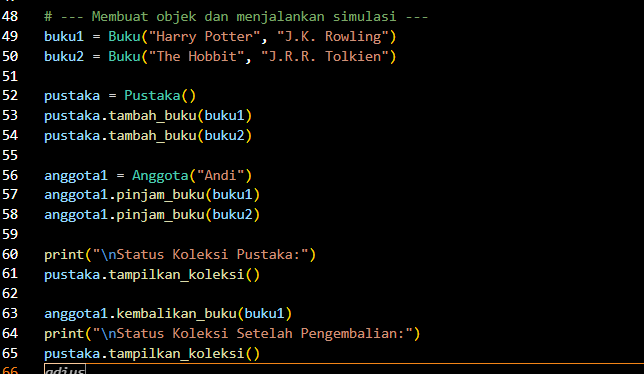 48 # --- Membuat objek dan menjalankan simulasi ---
49 buku1 = Buku("Harry Potter", "J.K. Rowling")
50 buku2 = Buku("The Hobbit", "J.R.R. Tolkien")
51
52 pustaka = Pustaka()
53 pustaka.tambah_buku(buku1)
54 pustaka.tambah_buku(buku2)
55
56 anggota1 = Anggota("Andi")
57 anggota1.pinjam_buku(buku1)
58 anggota1.pinjam_buku(buku2)
59
60 print("\nStatus Koleksi Pustaka:")
61 pustaka.tampilkan_koleksi()
62
63 anggota1.kembalikan_buku(buku1)
64 print("\nStatus Koleksi Setelah Pengembalian:")
65 pustaka.tampilkan_koleksi()
66